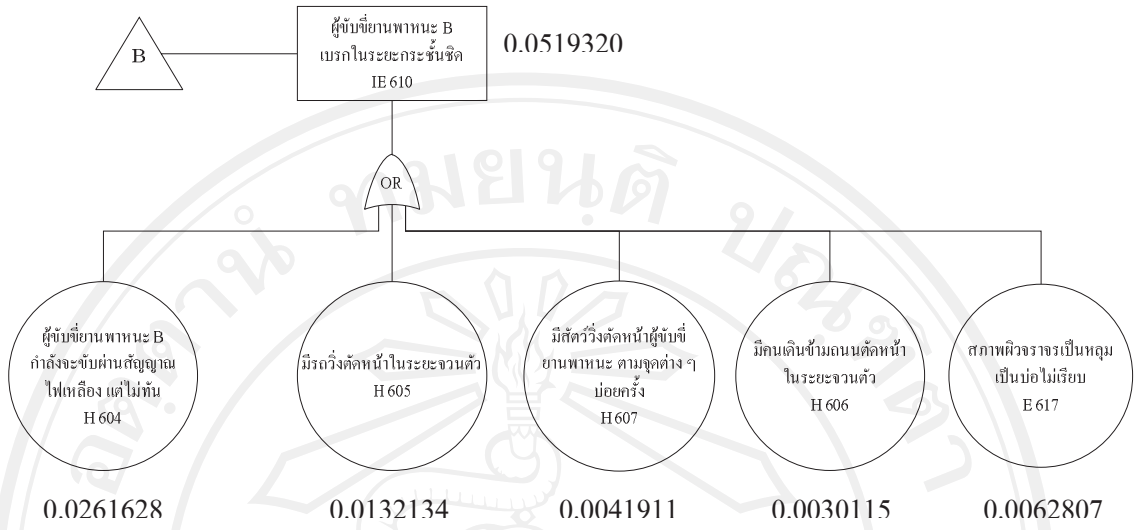 B
ผู้ขับขี่ยานพาหนะ B
เบรกในระยะกระชั้นชิด
IE 610
0.0519320
OR
ผู้ขับขี่ยานพาหนะ B
กำลังจะขับผ่านสัญญาณ
ไฟเหลือง แต่ไม่ทัน
H 604
มีรถวิ่งตัดหน้าในระยะจวนตัว
H 605
มีสัตว์วิ่งตัดหน้าผู้ขับขี่
ยานพาหนะ ตามจุดต่าง ๆ
บ่อยครั้ง
H 607
มีคนเดินข้ามถนนตัดหน้า
ในระยะจวนตัว
H 606
สภาพผิวจราจรเป็นหลุม
เป็นบ่อไม่เรียบ
E 617
0.0261628
0.0132134
0.0041911
0.0030115
0.0062807